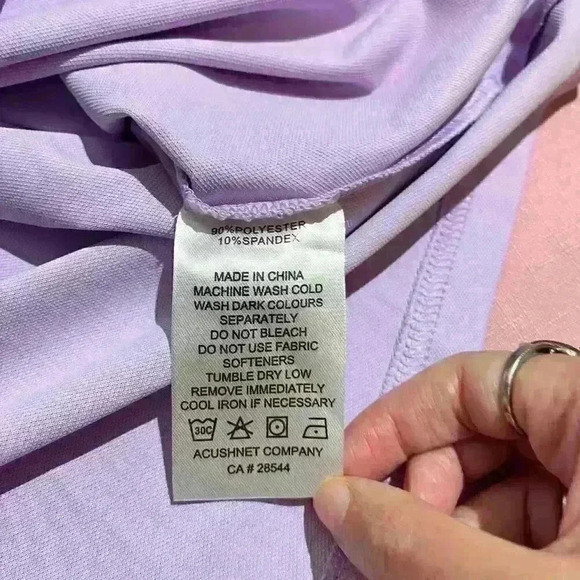 90%POLYESTER
10%SPANDEX
MADE IN CHINA
MACHINE WASH COLD
WASH DARK COLOURS
SEPARATELY
DO NOT BLEACH
DO NOT USE FABRIC
SOFTENERS
TUMBLE DRY LOW
REMOVE IMMEDIATELY
COOL IRON IF NECESSARY
30C
ACUSHNET COMPANY
CA # 28544